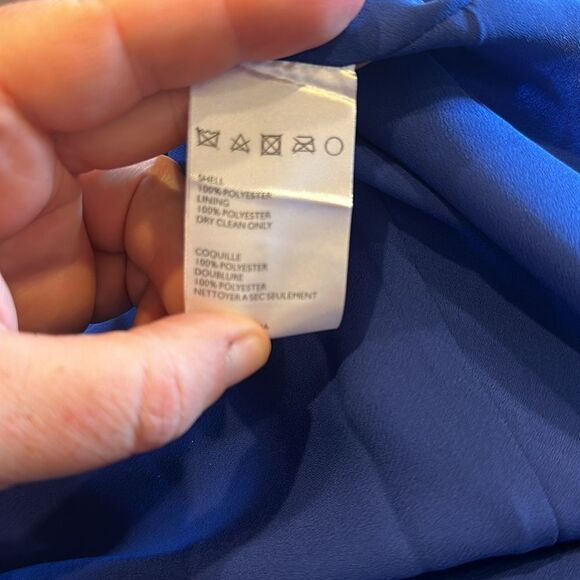 SHELL
100% POLYESTER
LINING
100% POLYESTER
DRY CLEAN ONLY
COQUILLE
100% POLYESTER
DOUBLURE
100% POLYESTER
NETTOYER A SEC SEULEMENT